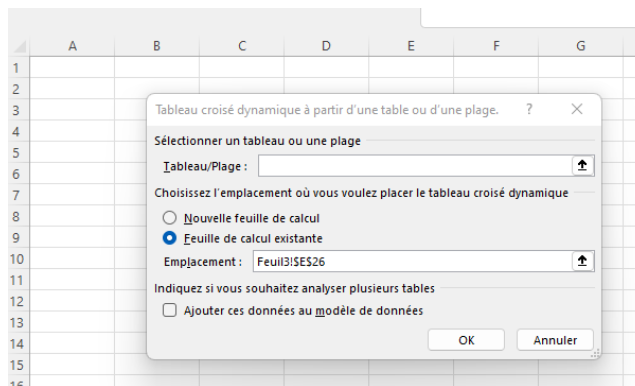 A B C D E F G
1
2
3 Tableau croisé dynamique à partir d'une table ou d'une plage. ?
4
Sélectionner un tableau ou une plage
5
6 Tableau/Plage :
7 Choisissez l'emplacement où vous voulez placer le tableau croisé dynamique
8 Nouvelle feuille de calcul
9 Feuille de calcul existante
10 Emplacement : Feuil3!$E$26
11
Indiquez si vous souhaitez analyser plusieurs tables
12
13 Ajouter ces données au modèle de données
14 OK Annuler
15
16